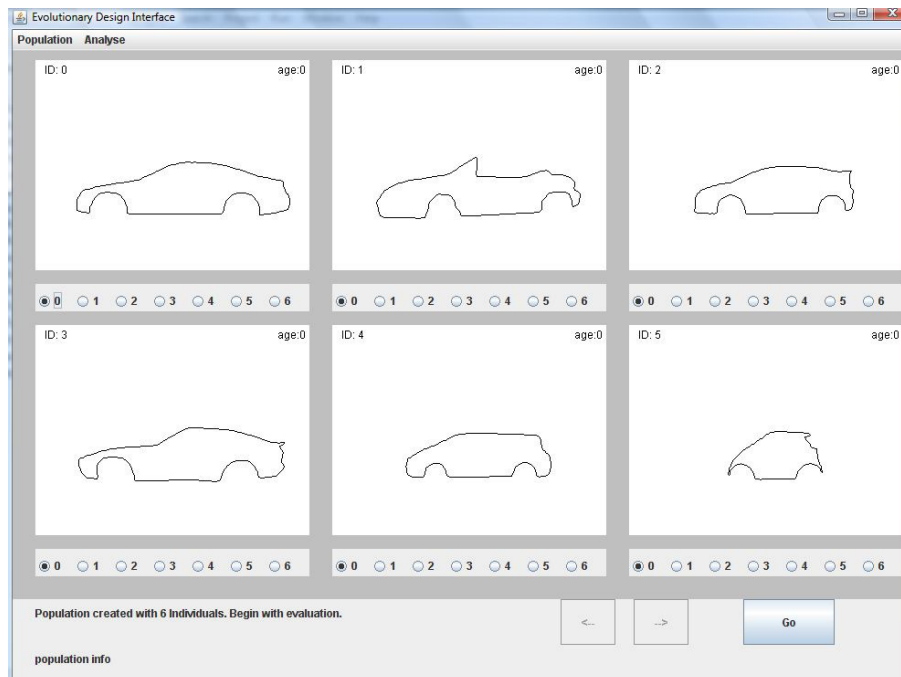 Evolutionary Design Interface
Population Analyse
ID: 0 age:0 ID: 1 age:0 ID: 2 age:0
0 1 2 3 4 5 6 0 1 2 3 4 5 6 0 1 2 3 4 5 6
ID: 3 age:0 ID: 4 age:0 ID: 5 age:0
0 1 2 3 4 5 6 0 1 2 3 4 5 6 0 1 2 3 4 5 6
Population created with 6 Individuals. Begin with evaluation.
<... ...> Go
population info